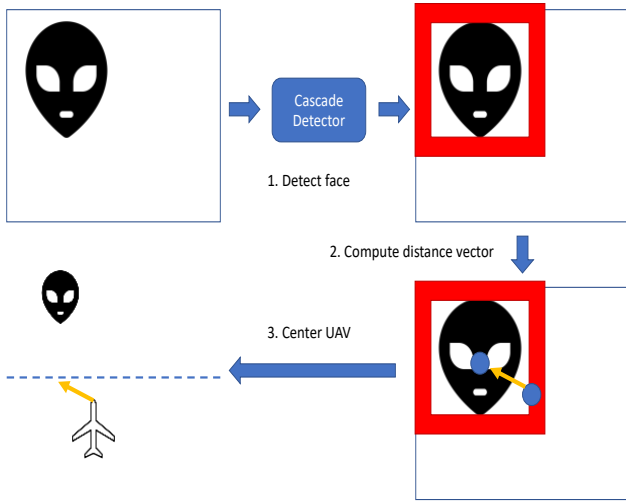 Cascade
Detector
1. Detect face
2. Compute distance vector
3. Center UAV